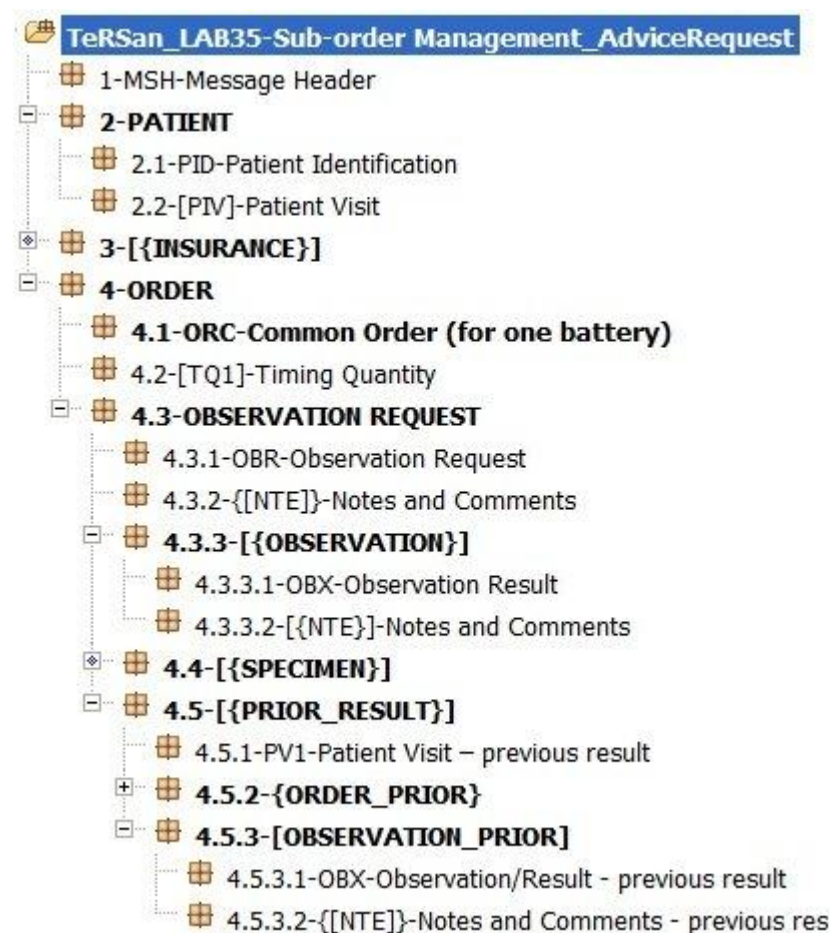 TeRSan_LAB35-Sub-order Management_AdviceRequest
1-MSH-Message Header
2-PATIENT
2.1-PID-Patient Identification
2.2-[PIV]-Patient Visit
3-[{INSURANCE}]
4-ORDER
4.1-ORC-Common Order (for one battery)
4.2-[TQ1]-Timing Quantity
4.3-OBSERVATION REQUEST
4.3.1-OBR-Observation Request
4.3.2-{[NTE]}-Notes and Comments
4.3.3-[{OBSERVATION}]
4.3.3.1-OBX-Observation Result
4.3.3.2-[{NTE}]-Notes and Comments
4.4-[{SPECIMEN}]
4.5-[{PRIOR_RESULT}]
4.5.1-PV1-Patient Visit – previous result
4.5.2-{ORDER_PRIOR}
4.5.3-[OBSERVATION_PRIOR]
4.5.3.1-OBX-Observation/Result - previous result
4.5.3.2-{[NTE]}-Notes and Comments - previous res